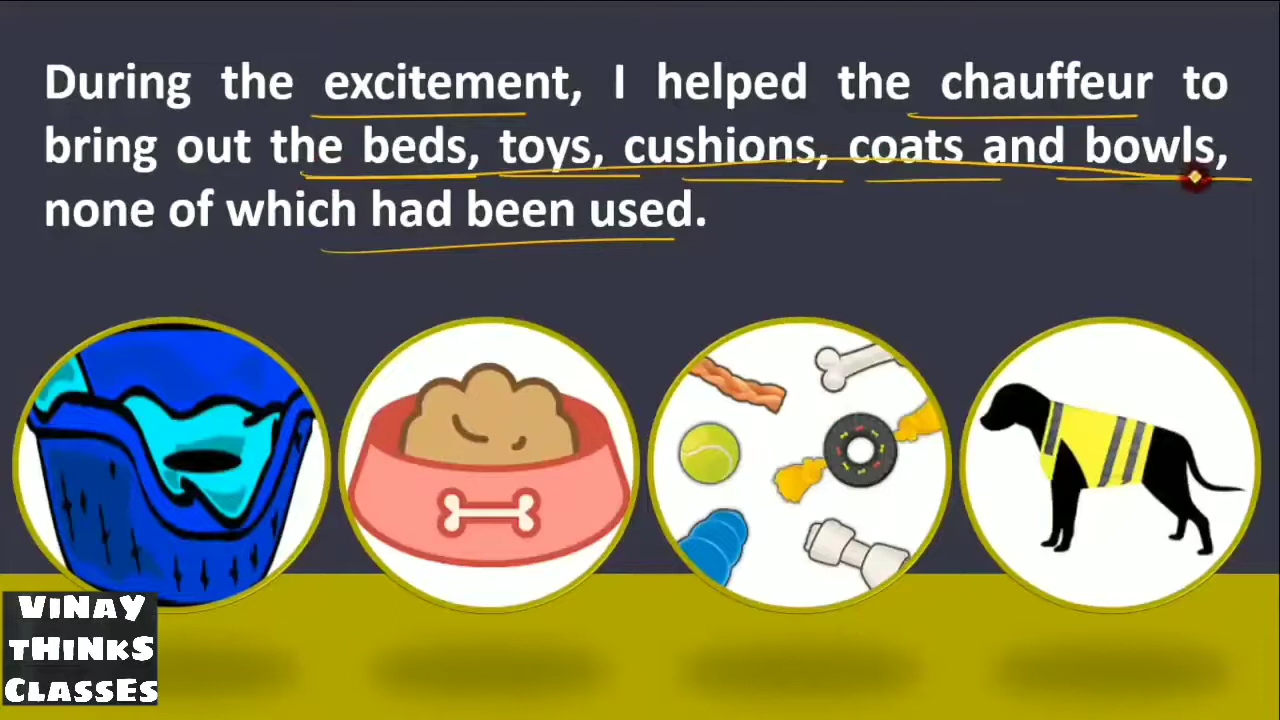 During the excitement, I helped the chauffeur to
bring out the beds, toys, cushions, coats and bowls,
none of which had been used.
ViNAY
THiNKS
CLASSES